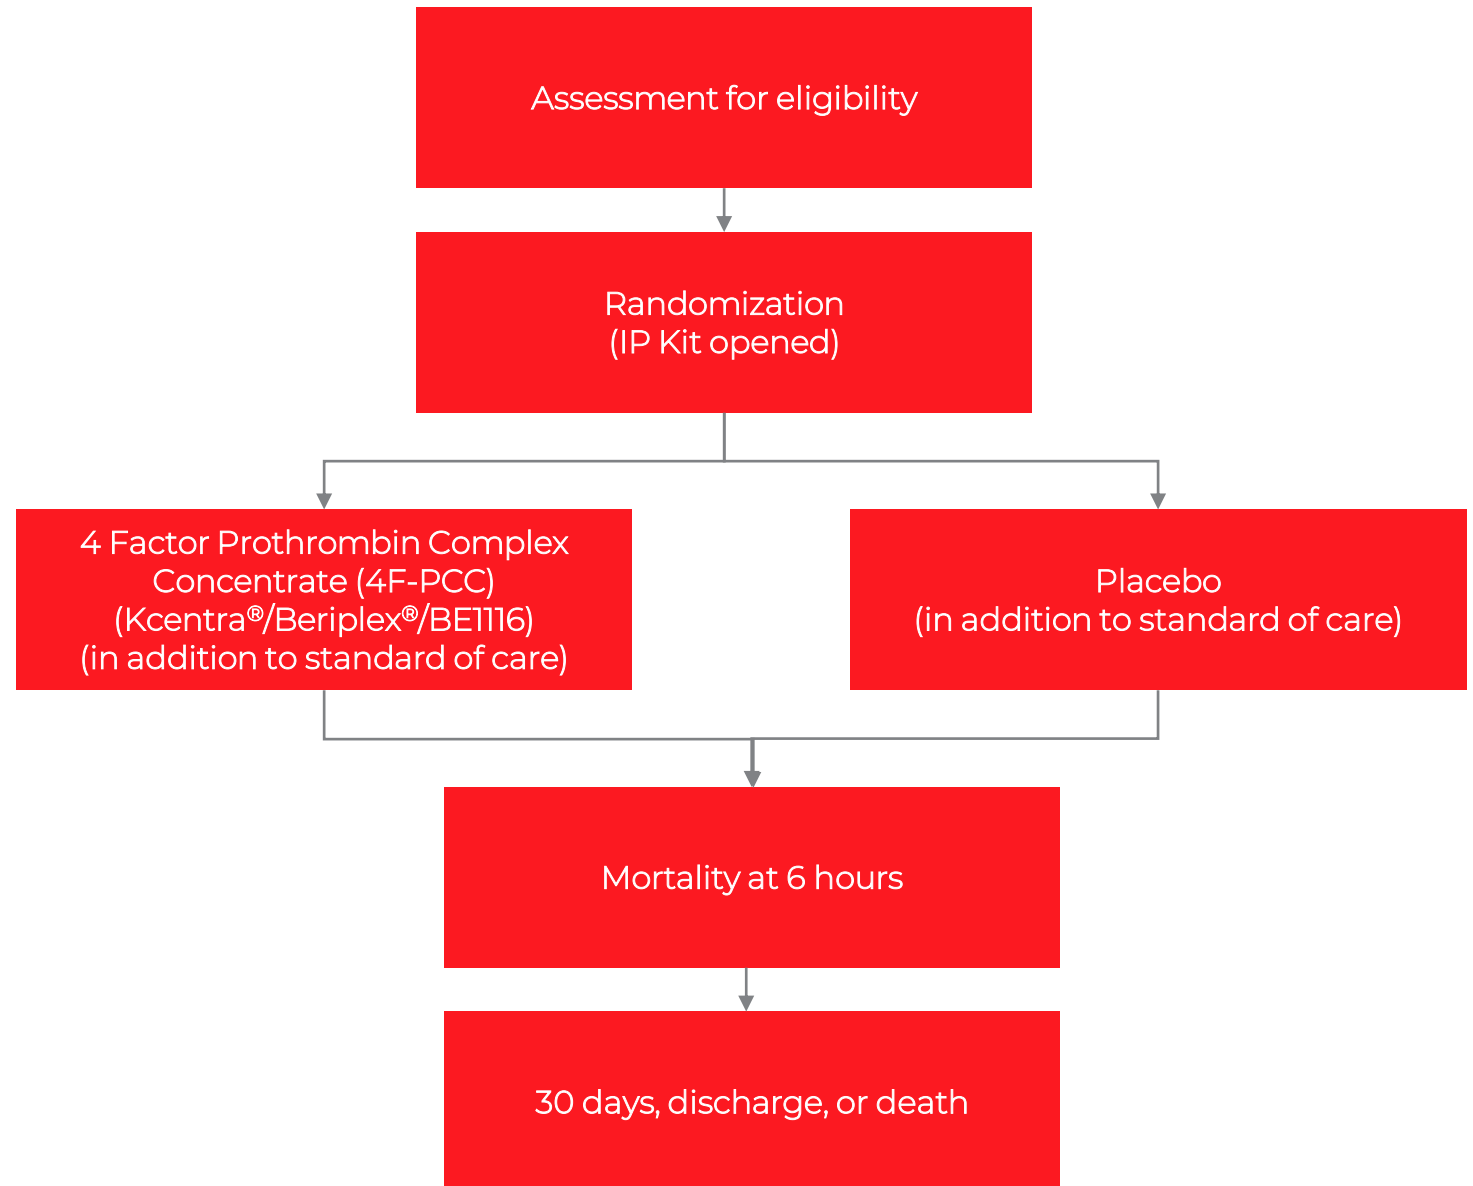 Assessment for eligibility
Randomization
(IP Kit opened)
4 Factor Prothrombin Complex
Concentrate (4F-PCC)
(Kcentra®/Beriplex®/BE1116)
(in addition to standard of care)
Placebo
(in addition to standard of care)
Mortality at 6 hours
30 days, discharge, or death